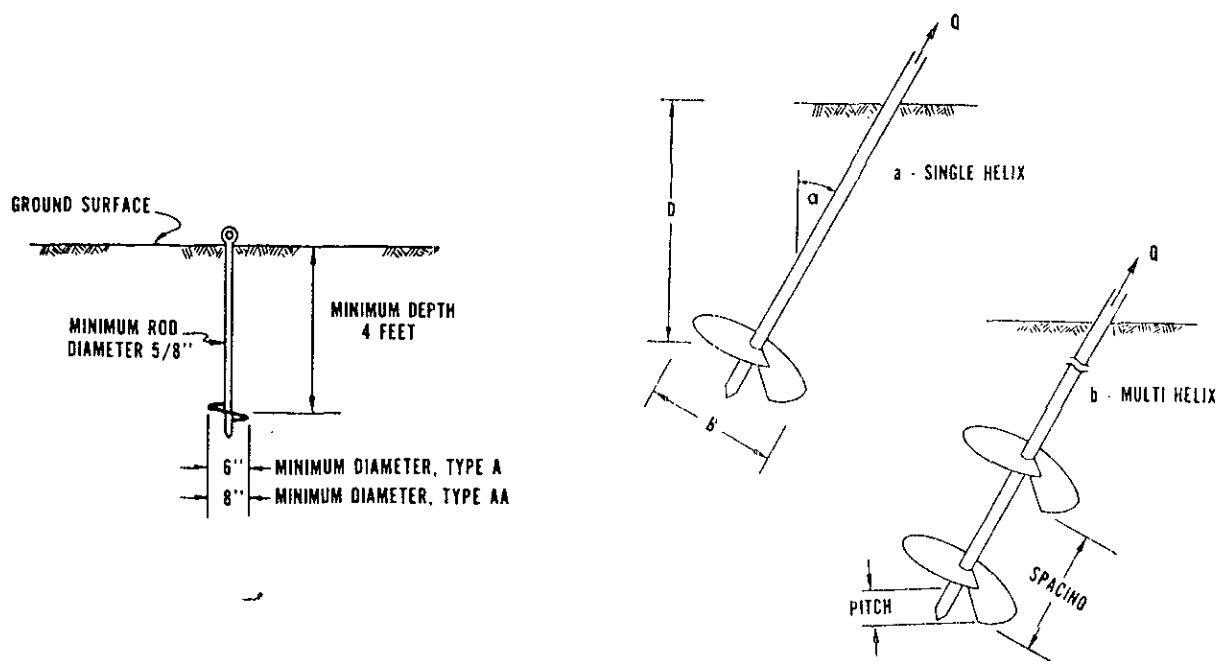 GROUND SURFACE
MINIMUM DEPTH
4 FEET
MINIMUM ROD
DIAMETER 5/8"
6" MINIMUM DIAMETER, TYPE A
8" MINIMUM DIAMETER, TYPE AA
Q
D
α
a - SINGLE HELIX
B
Q
b - MULTI HELIX
SPACING
PITCH